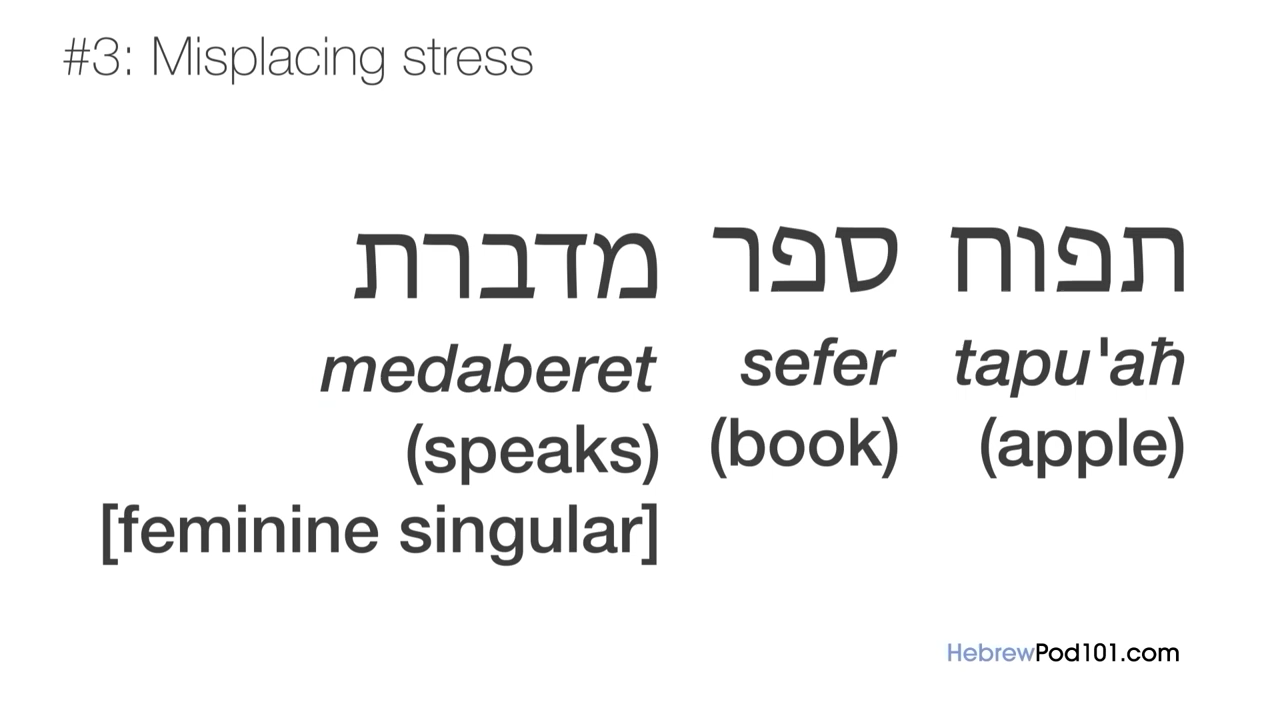 #3: Misplacing stress
תפוח ספר מדברת
medaberet sefer tapu'aħ
(speaks) (book) (apple)
[feminine singular]
HebrewPod101.com